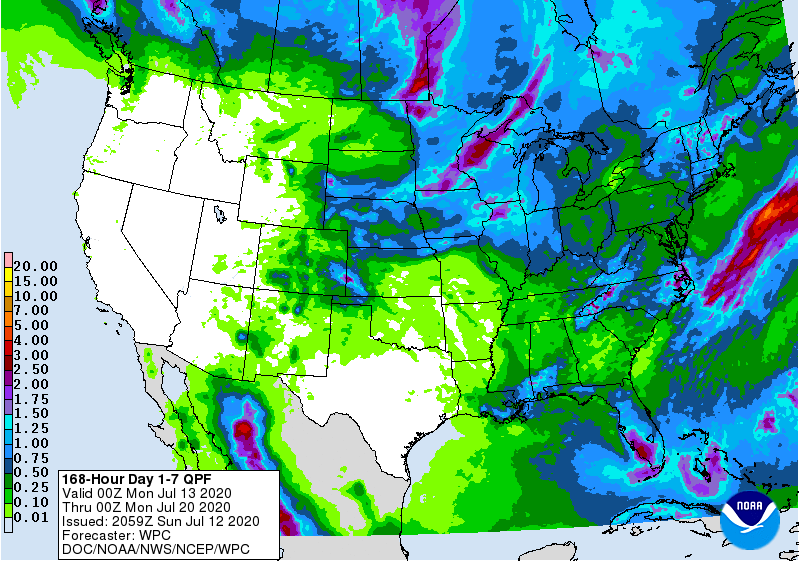 20.00
15.00
10.00
7.00
5.00
4.00
3.00
2.50
2.00
1.75
1.50
1.25
1.00
0.75
0.50
0.25
0.10
0.01
168-Hour Day 1-7 QPF
Valid 00Z Mon Jul 13 2020
Thru 00Z Mon Jul 20 2020
Issued: 2059Z Sun Jul 12 2020
Forecaster: WPC
DOC/NOAA/NWS/NCEP/WPC
NOAA